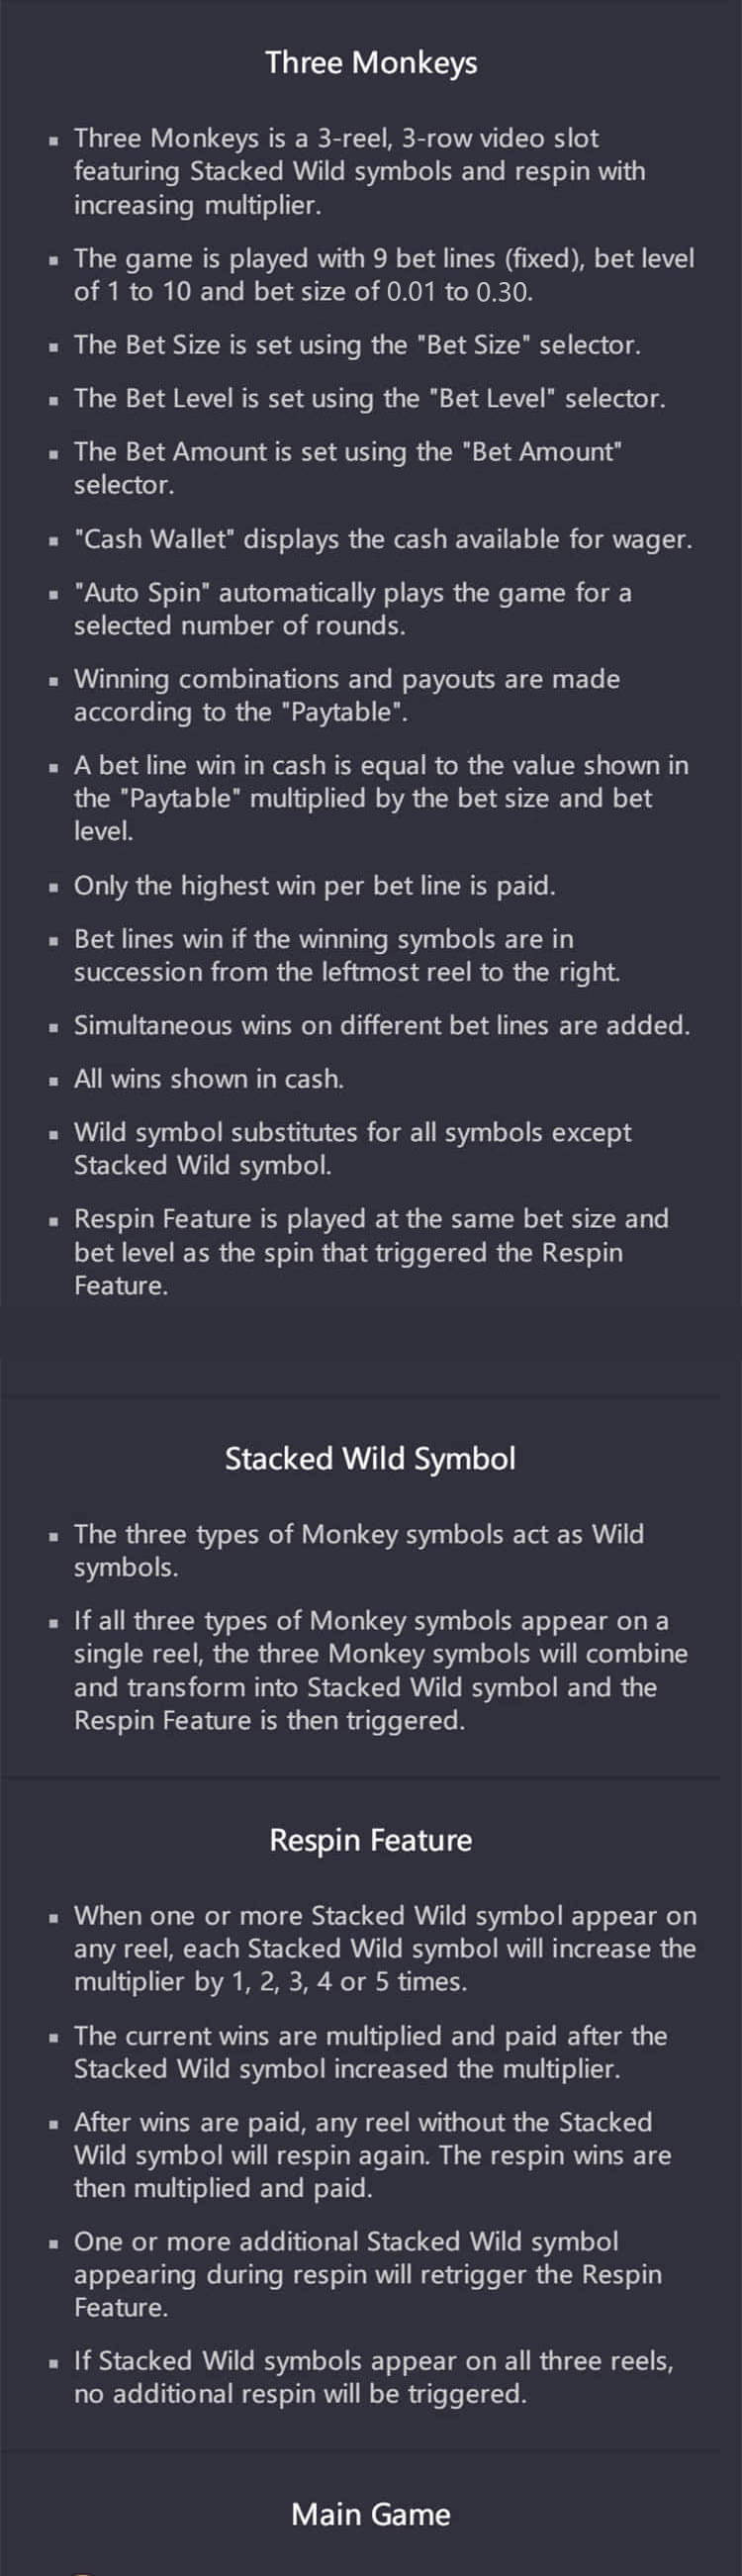 Three Monkeys
▪ Three Monkeys is a 3-reel, 3-row video slot
featuring Stacked Wild symbols and respin with
increasing multiplier.
▪ The game is played with 9 bet lines (fixed), bet level
of 1 to 10 and bet size of 0.01 to 0.30.
▪ The Bet Size is set using the "Bet Size" selector.
▪ The Bet Level is set using the "Bet Level" selector.
▪ The Bet Amount is set using the "Bet Amount"
selector.
▪ "Cash Wallet" displays the cash available for wager.
▪ "Auto Spin" automatically plays the game for a
selected number of rounds.
▪ Winning combinations and payouts are made
according to the "Paytable".
▪ A bet line win in cash is equal to the value shown in
the "Paytable" multiplied by the bet size and bet
level.
▪ Only the highest win per bet line is paid.
▪ Bet lines win if the winning symbols are in
succession from the leftmost reel to the right.
▪ Simultaneous wins on different bet lines are added.
▪ All wins shown in cash.
▪ Wild symbol substitutes for all symbols except
Stacked Wild symbol.
▪ Respin Feature is played at the same bet size and
bet level as the spin that triggered the Respin
Feature.
Stacked Wild Symbol
▪ The three types of Monkey symbols act as Wild
symbols.
▪ If all three types of Monkey symbols appear on a
single reel, the three Monkey symbols will combine
and transform into Stacked Wild symbol and the
Respin Feature is then triggered.
Respin Feature
▪ When one or more Stacked Wild symbol appear on
any reel, each Stacked Wild symbol will increase the
multiplier by 1, 2, 3, 4 or 5 times.
▪ The current wins are multiplied and paid after the
Stacked Wild symbol increased the multiplier.
▪ After wins are paid, any reel without the Stacked
Wild symbol will respin again. The respin wins are
then multiplied and paid.
▪ One or more additional Stacked Wild symbol
appearing during respin will retrigger the Respin
Feature.
▪ If Stacked Wild symbols appear on all three reels,
no additional respin will be triggered.
Main Game